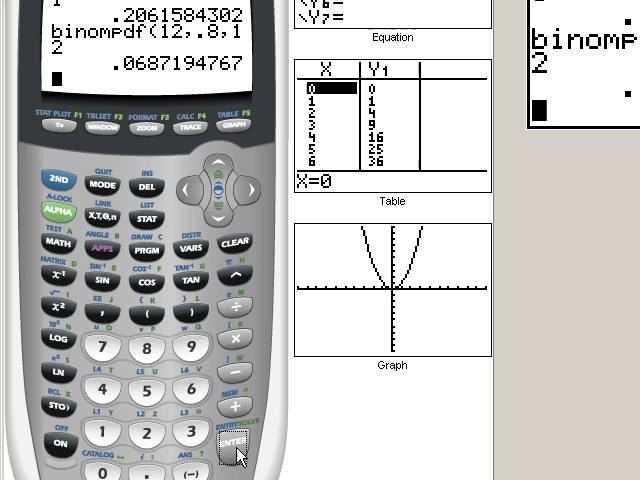 1
.2061584302
binompdf(12,.8,1
2
.0687194767
STAT PLOT F1 TBLSET F2 FORMAT F3 CALC F4 TABLE F5
Y= WINDOW ZOOM TRACE GRAPH
QUIT INS
2ND MODE DEL
A-LOCK LINK LIST
ALPHA X,T,Θ,n STAT
TEST A ANGLE B DRAW C DISTR
MATH APPS PRGM VARS CLEAR
MATRIX D SIN-1 E COS-1 F TAN-1 G π H
X-1 SIN COS TAN ^
√ I EE J { K } L e M
X2 , ( ) ÷
10x N u O v P w Q [ R
LOG 7 8 9 ×
ex S L4 T L5 U L6 V ] W
LN 4 5 6 −
RCL X L1 Y L2 Z L3 Θ MEM "
STO› 1 2 3 +
OFF CATALOG i : ANS ? ENTRY SOLVE
ON 0 . (-) ENTER
\Y6=
\Y7=
Equation
X Y1
0 0
1 1
2 4
3 9
4 16
5 25
6 36
X=0
Table
Graph
binomp
2
.